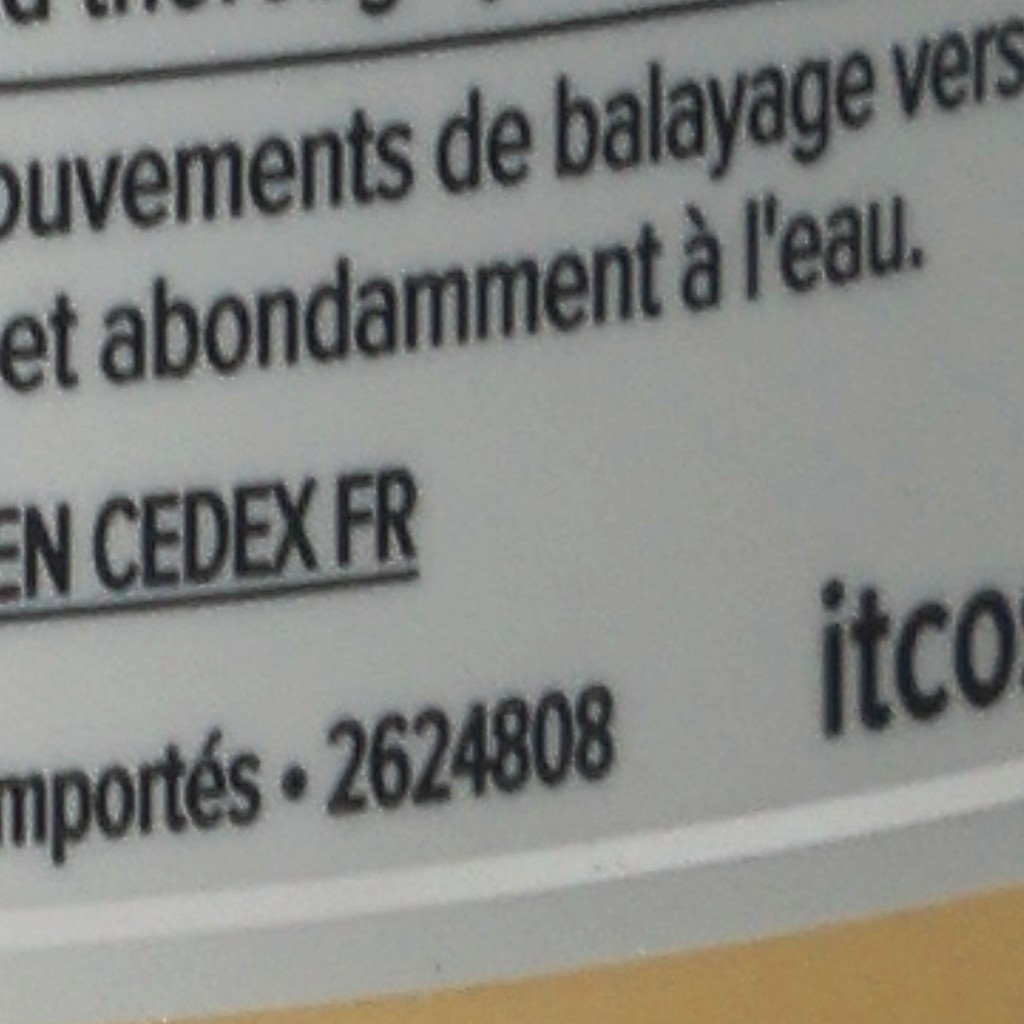 ouvements de balayage vers
et abondamment à l'eau.
EN CEDEX FR
mportés • 2624808
itco